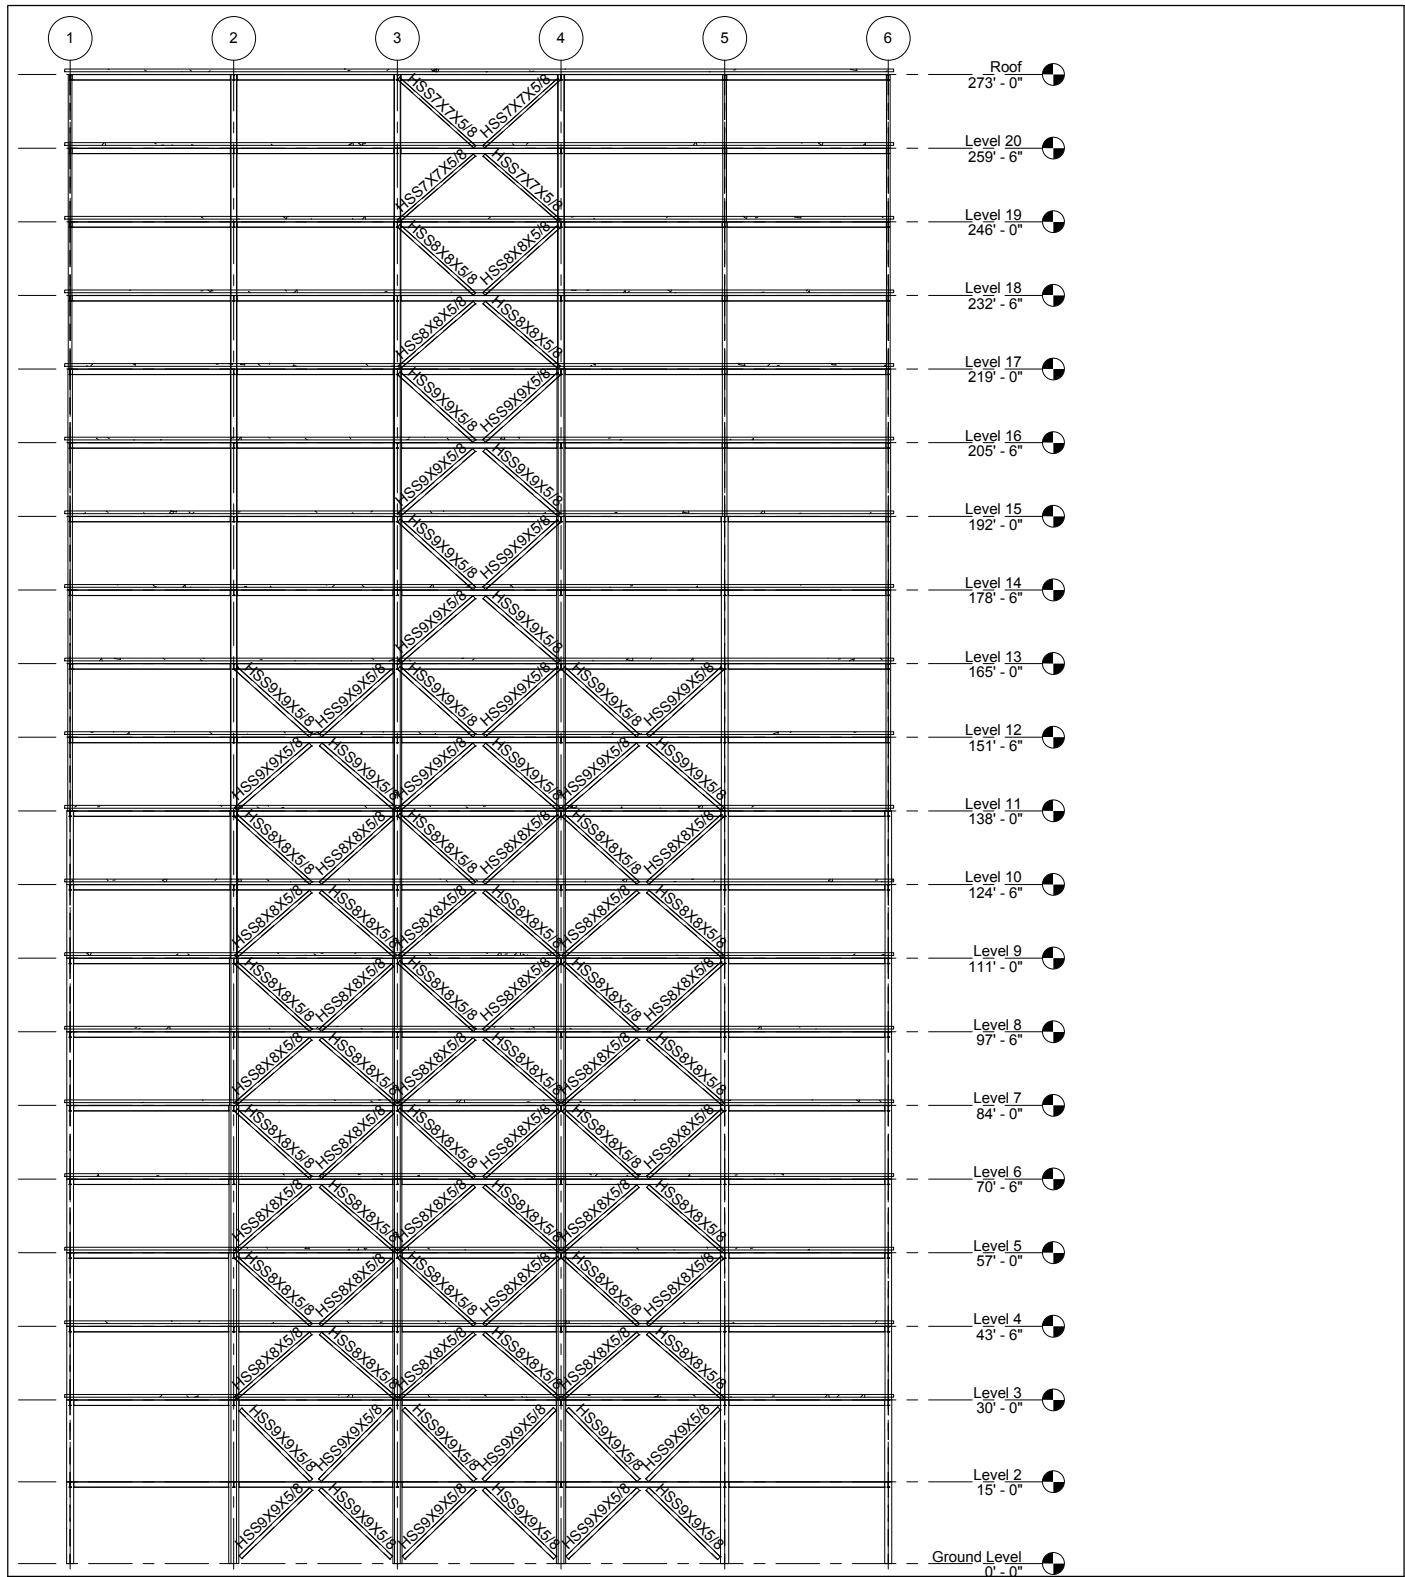 1 2 3 4 5 6
Roof
273' - 0"
HSS7X7X5/8 HSS7X7X5/8
Level 20
259' - 6"
HSS7X7X5/8 HSS7X7X5/8
Level 19
246' - 0"
HSS8X8X5/8 HSS8X8X5/8
Level 18
232' - 6"
HSS8X8X5/8 HSS8X8X5/8
Level 17
219' - 0"
HSS9X9X5/8 HSS9X9X5/8
Level 16
205' - 6"
HSS9X9X5/8 HSS9X9X5/8
Level 15
192' - 0"
HSS9X9X5/8 HSS9X9X5/8
Level 14
178' - 6"
HSS9X9X5/8 HSS9X9X5/8
Level 13
165' - 0"
HSS9X9X5/8 HSS9X9X5/8 HSS9X9X5/8 HSS9X9X5/8 HSS9X9X5/8 HSS9X9X5/8
Level 12
151' - 6"
HSS9X9X5/8 HSS9X9X5/8 HSS9X9X5/8 HSS9X9X5/8 HSS9X9X5/8 HSS9X9X5/8
Level 11
138' - 0"
HSS8X8X5/8 HSS8X8X5/8 HSS8X8X5/8 HSS8X8X5/8 HSS8X8X5/8 HSS8X8X5/8
Level 10
124' - 6"
HSS8X8X5/8 HSS8X8X5/8 HSS8X8X5/8 HSS8X8X5/8 HSS8X8X5/8 HSS8X8X5/8
Level 9
111' - 0"
HSS8X8X5/8 HSS8X8X5/8 HSS8X8X5/8 HSS8X8X5/8 HSS8X8X5/8 HSS8X8X5/8
Level 8
97' - 6"
HSS8X8X5/8 HSS8X8X5/8 HSS8X8X5/8 HSS8X8X5/8 HSS8X8X5/8 HSS8X8X5/8
Level 7
84' - 0"
HSS8X8X5/8 HSS8X8X5/8 HSS8X8X5/8 HSS8X8X5/8 HSS8X8X5/8 HSS8X8X5/8
Level 6
70' - 6"
HSS8X8X5/8 HSS8X8X5/8 HSS8X8X5/8 HSS8X8X5/8 HSS8X8X5/8 HSS8X8X5/8
Level 5
57' - 0"
HSS8X8X5/8 HSS8X8X5/8 HSS8X8X5/8 HSS8X8X5/8 HSS8X8X5/8 HSS8X8X5/8
Level 4
43' - 6"
HSS8X8X5/8 HSS8X8X5/8 HSS8X8X5/8 HSS8X8X5/8 HSS8X8X5/8 HSS8X8X5/8
Level 3
30' - 0"
HSS9X9X5/8 HSS9X9X5/8 HSS9X9X5/8 HSS9X9X5/8 HSS9X9X5/8 HSS9X9X5/8
Level 2
15' - 0"
HSS9X9X5/8 HSS9X9X5/8 HSS9X9X5/8 HSS9X9X5/8 HSS9X9X5/8 HSS9X9X5/8
Ground Level
0' - 0"